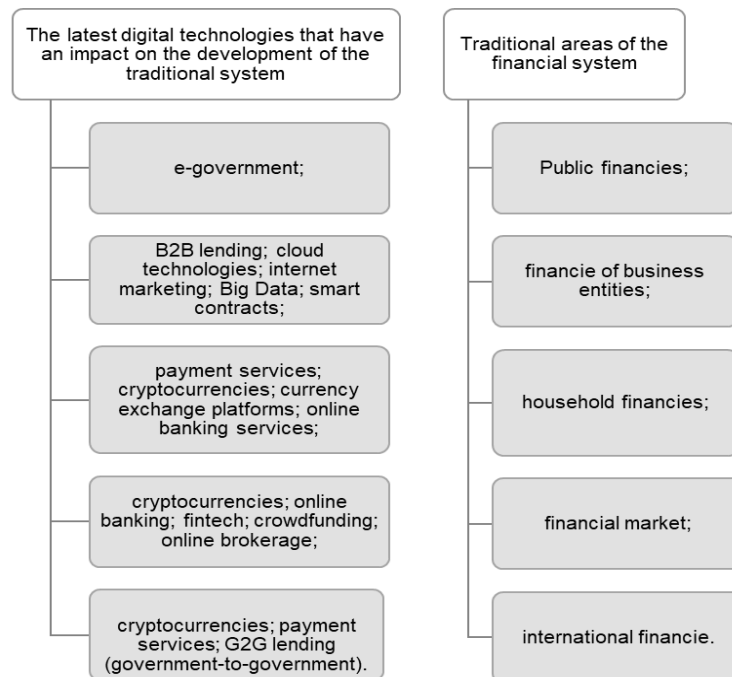 The latest digital technologies that have
an impact on the development of the
traditional system
e-government;
B2B lending; cloud
technologies; internet
marketing; Big Data; smart
contracts;
payment services;
cryptocurrencies; currency
exchange platforms; online
banking services;
cryptocurrencies; online
banking; fintech; crowdfunding;
online brokerage;
cryptocurrencies; payment
services; G2G lending
(government-to-government).
Traditional areas of the
financial system
Public financies;
financie of business
entities;
household financies;
financial market;
international financie.